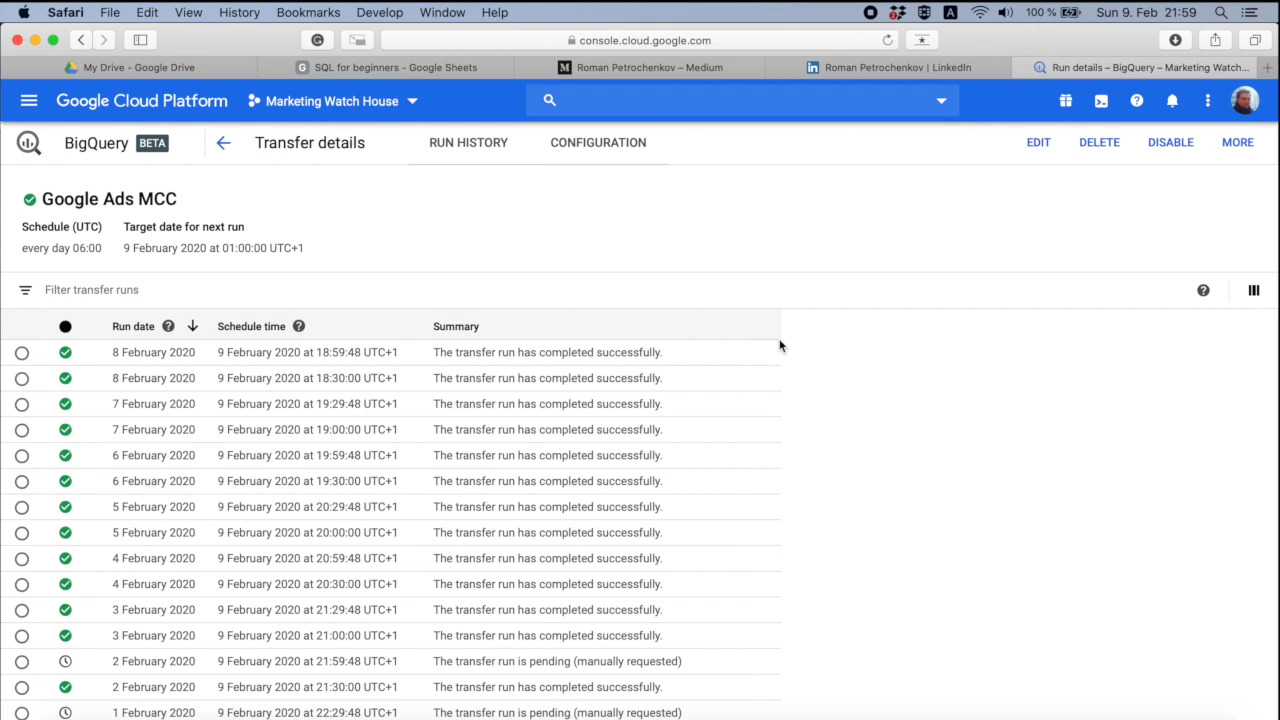 Safari File Edit View History Bookmarks Develop Window Help 2 A 100 % Sun 9. Feb 21:59
console.cloud.google.com
My Drive - Google Drive G SQL for beginners - Google Sheets M Roman Petrochenkov – Medium in Roman Petrochenkov | LinkedIn Run details – BigQuery – Marketing Watch...
Google Cloud Platform Marketing Watch House
BigQuery BETA Transfer details RUN HISTORY CONFIGURATION EDIT DELETE DISABLE MORE
Google Ads MCC
Schedule (UTC) Target date for next run
every day 06:00 9 February 2020 at 01:00:00 UTC+1
Filter transfer runs
Run date Schedule time Summary
8 February 2020 9 February 2020 at 18:59:48 UTC+1 The transfer run has completed successfully.
8 February 2020 9 February 2020 at 18:30:00 UTC+1 The transfer run has completed successfully.
7 February 2020 9 February 2020 at 19:29:48 UTC+1 The transfer run has completed successfully.
7 February 2020 9 February 2020 at 19:00:00 UTC+1 The transfer run has completed successfully.
6 February 2020 9 February 2020 at 19:59:48 UTC+1 The transfer run has completed successfully.
6 February 2020 9 February 2020 at 19:30:00 UTC+1 The transfer run has completed successfully.
5 February 2020 9 February 2020 at 20:29:48 UTC+1 The transfer run has completed successfully.
5 February 2020 9 February 2020 at 20:00:00 UTC+1 The transfer run has completed successfully.
4 February 2020 9 February 2020 at 20:59:48 UTC+1 The transfer run has completed successfully.
4 February 2020 9 February 2020 at 20:30:00 UTC+1 The transfer run has completed successfully.
3 February 2020 9 February 2020 at 21:29:48 UTC+1 The transfer run has completed successfully.
3 February 2020 9 February 2020 at 21:00:00 UTC+1 The transfer run has completed successfully.
2 February 2020 9 February 2020 at 21:59:48 UTC+1 The transfer run is pending (manually requested)
2 February 2020 9 February 2020 at 21:30:00 UTC+1 The transfer run has completed successfully.
1 February 2020 9 February 2020 at 22:29:48 UTC+1 The transfer run is pending (manually requested)